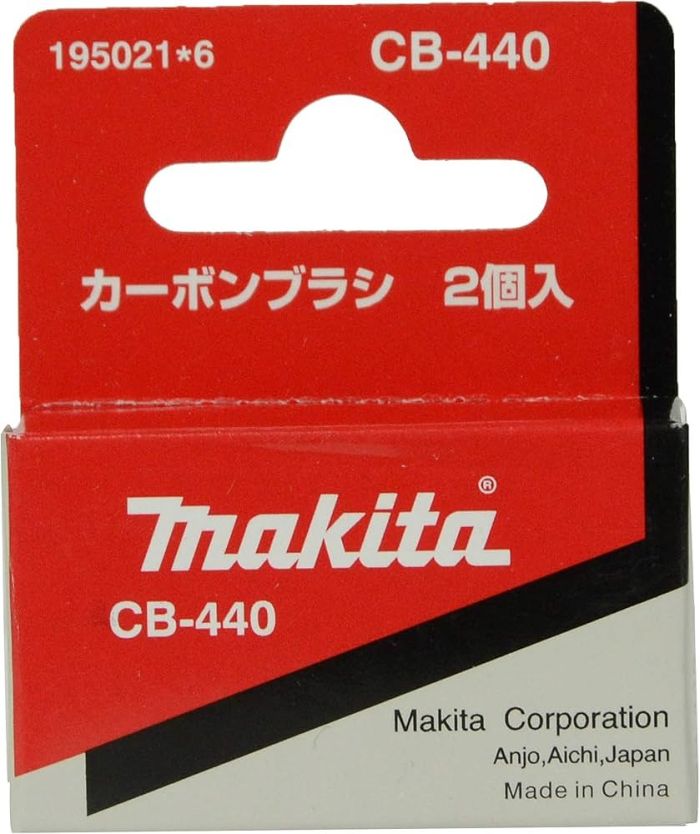 195021*6 CB-440
カーボンブラシ 2個入
makita®
CB-440
Makita Corporation
Anjo,Aichi,Japan
Made in China